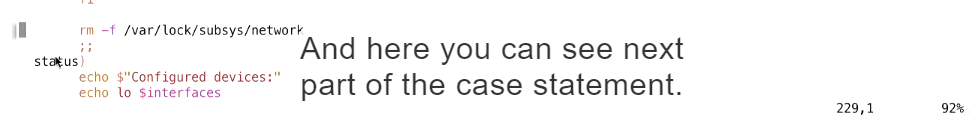 fi
rm -f /var/lock/subsys/network
;;
status)
echo $"Configured devices:"
echo lo $interfaces
And here you can see next
part of the case statement.
229,1 92%